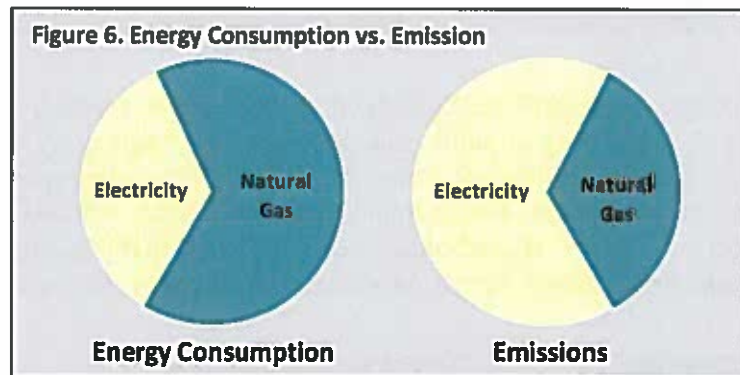 Figure 6. Energy Consumption vs. Emission
Electricity
Natural
Gas
Electricity
Natural
Gas
Energy Consumption
Emissions